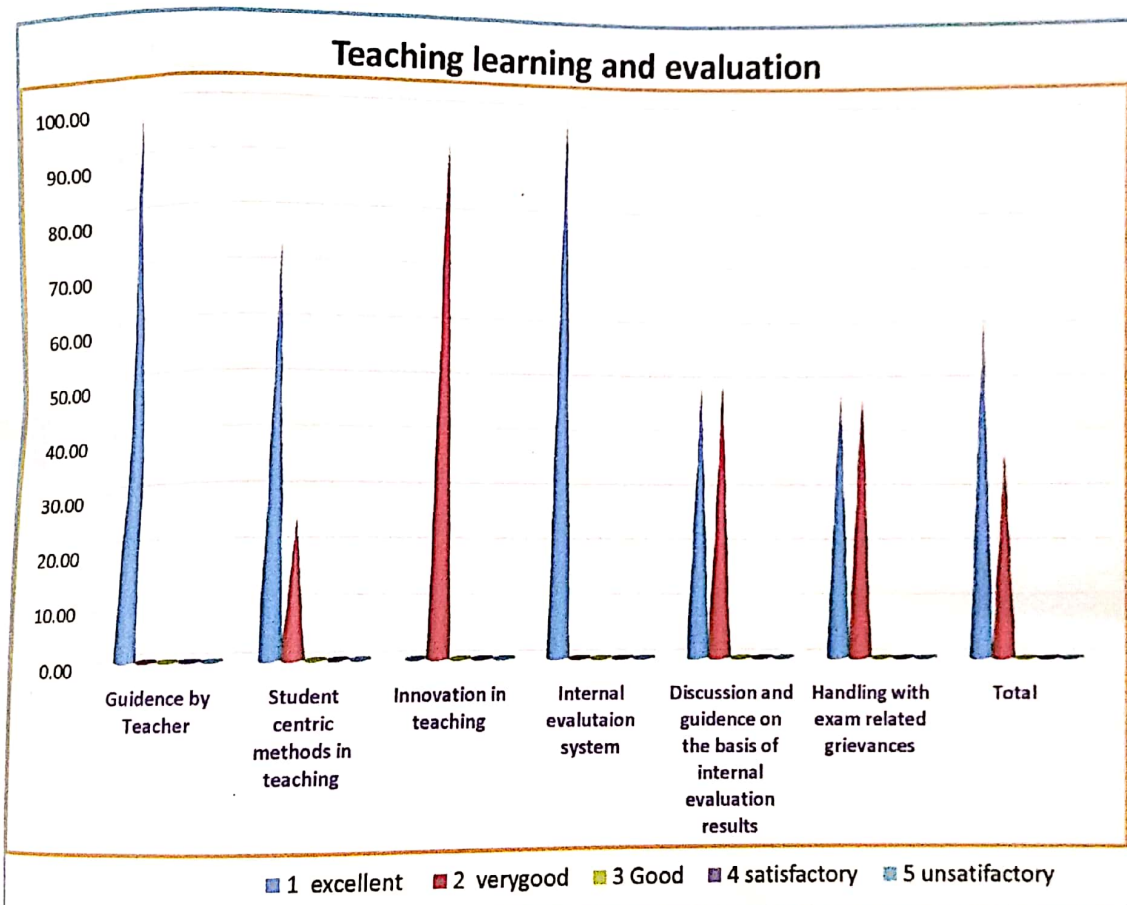 Teaching learning and evaluation
100.00
90.00
80.00
70.00
60.00
50.00
40.00
30.00
20.00
10.00
0.00
Guidence by
Teacher
Student
centric
methods in
teaching
Innovation in
teaching
Internal
evalutaion
system
Discussion and
guidence on
the basis of
internal
evaluation
results
Handling with
exam related
grievances
Total
1 excellent 2 verygood 3 Good 4 satisfactory 5 unsatifactory